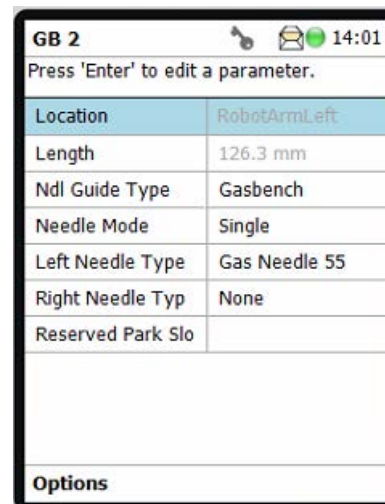 GB 2 14:01
Press 'Enter' to edit a parameter.
Location RobotArmLeft
Length 126.3 mm
Ndl Guide Type Gasbench
Needle Mode Single
Left Needle Type Gas Needle 55
Right Needle Typ None
Reserved Park Slo
Options